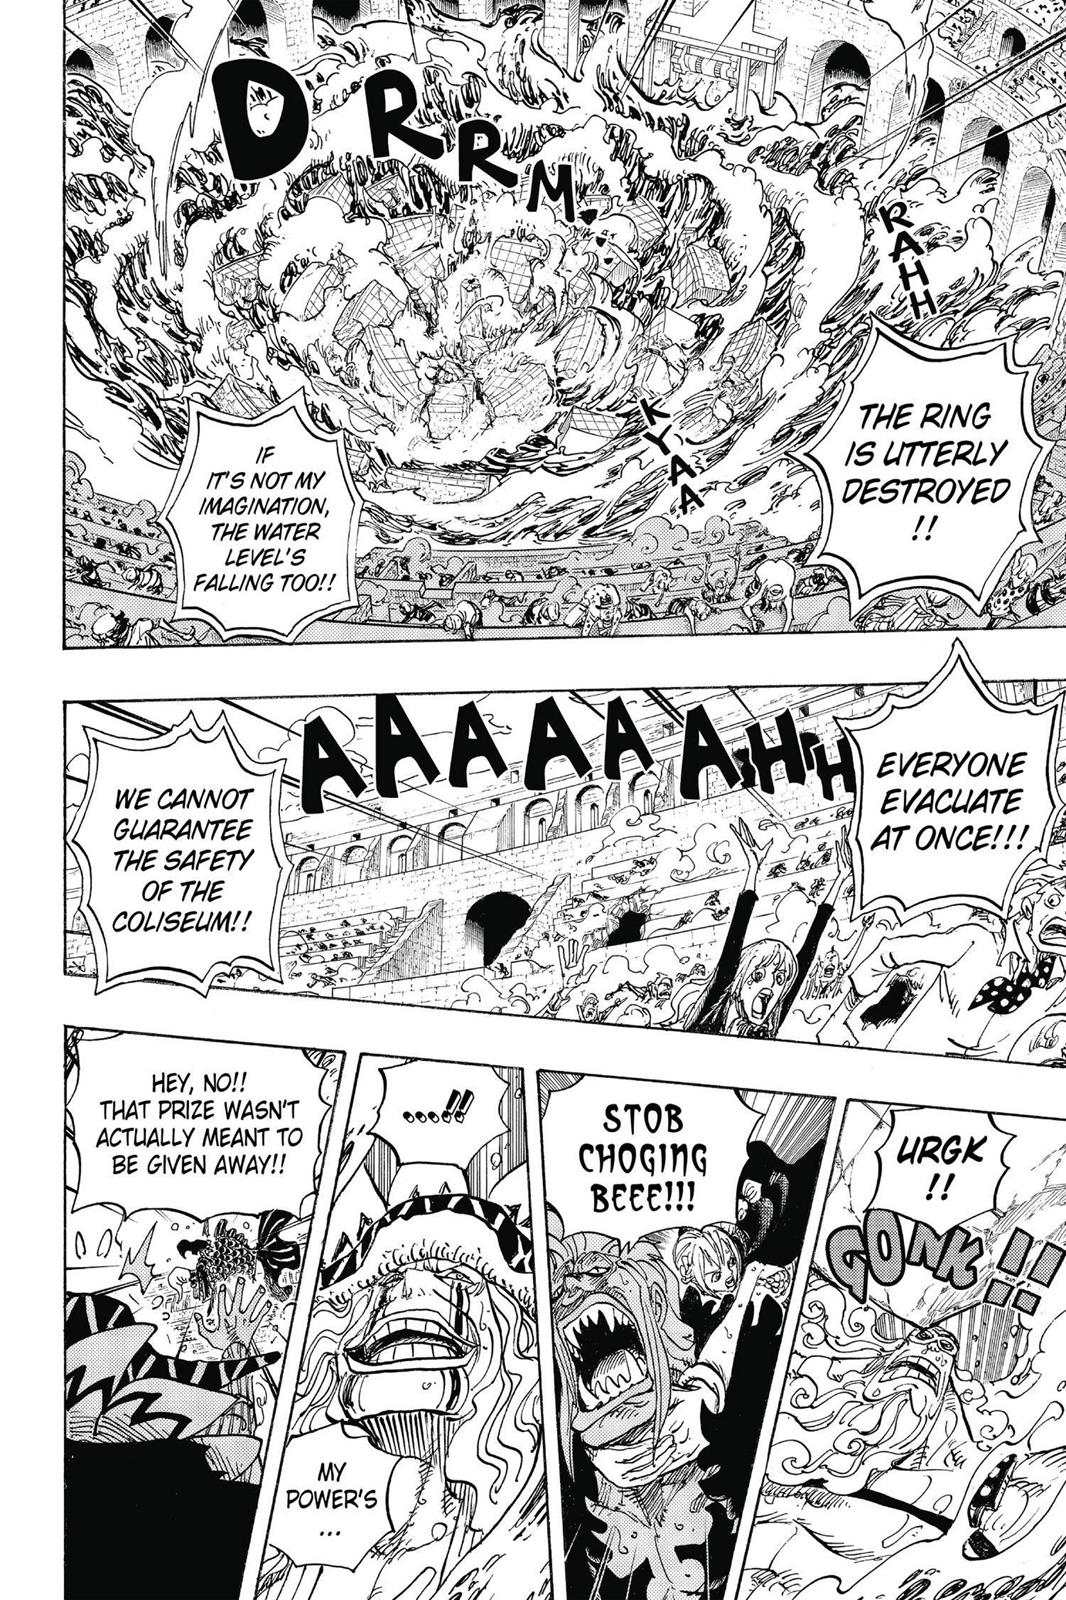 DRRM
RAHH
THE RING
IS UTTERLY
DESTROYED
!!
KYAA
IF
IT'S NOT MY
IMAGINATION,
THE WATER
LEVEL'S
FALLING TOO!!
EVERYONE
EVACUATE
AT ONCE!!!
AAAAAAAHHH
WE CANNOT
GUARANTEE
THE SAFETY
OF THE
COLISEUM!!
URGK
!!
GONK!!
STOB
CHOGING
BEEE!!!
....!!
MY
POWER'S
...
HEY, NO!!
THAT PRIZE WASN'T
ACTUALLY MEANT TO
BE GIVEN AWAY!!